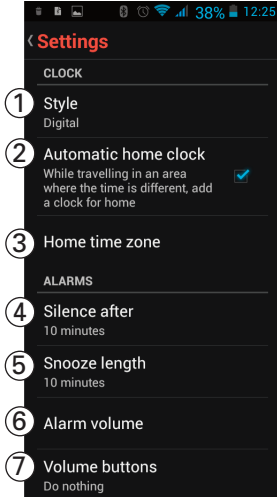 38% 12:25
Settings
CLOCK
1 Style
Digital
2 Automatic home clock
While travelling in an area
where the time is different, add
a clock for home
3 Home time zone
ALARMS
4 Silence after
10 minutes
5 Snooze length
10 minutes
6 Alarm volume
7 Volume buttons
Do nothing